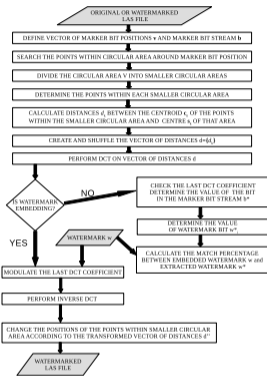 ORIGINAL OR WATERMARKED
LAS FILE
DEFINE VECTOR OF MARKER BIT POSITIONS v AND MARKER BIT STREAM b
SEARCH THE POINTS WITHIN CIRCULAR AREA AROUND MARKER BIT POSITION
DIVIDE THE CIRCULAR AREA V INTO SMALLER CIRCULAR AREAS
DETERMINE THE POINTS WITHIN EACH SMALLER CIRCULAR AREA
CALCULATE DISTANCES di BETWEEN THE CENTROID ci OF THE POINTS
WITHIN THE SMALLER CIRCULAR AREA AND CENTRE si OF THAT AREA
CREATE AND SHUFFLE THE VECTOR OF DISTANCES d={di}
PERFORM DCT ON VECTOR OF DISTANCES d
IS WATERMARK
EMBEDDING?
NO
YES
CHECK THE LAST DCT COEFFICIENT
DETERMINE THE VALUE OF THE BIT
IN THE MARKER BIT STREAM b*
DETERMINE THE VALUE
OF WATERMARK BIT w*i
WATERMARK w
CALCULATE THE MATCH PERCENTAGE
BETWEEN EMBEDDED WATERMARK w and
EXTRACTED WATERMARK w*
MODULATE THE LAST DCT COEFFICIENT
PERFORM INVERSE DCT
CHANGE THE POSITIONS OF THE POINTS WITHIN SMALLER CIRCULAR
AREA ACCORDING TO THE TRANSFORMED VECTOR OF DISTANCES d''
WATERMARKED
LAS FILE